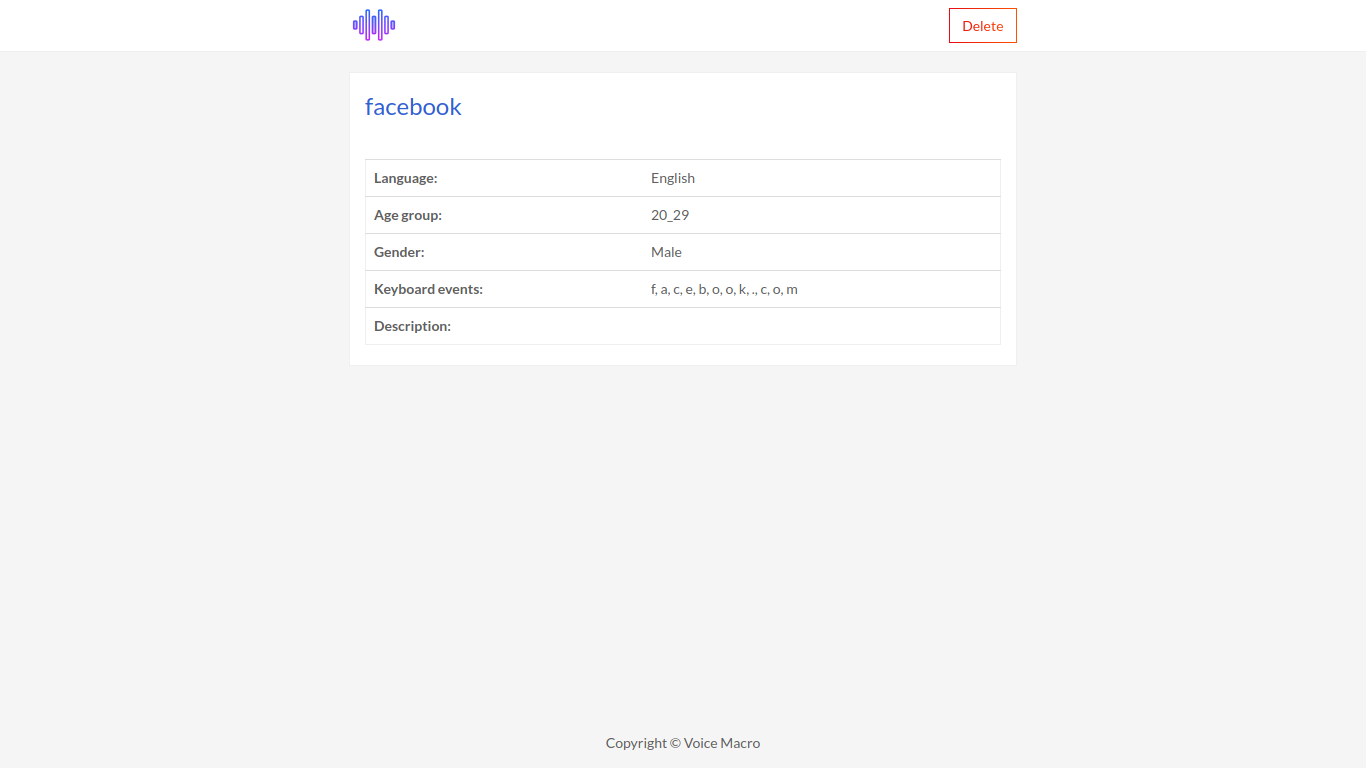 Delete
facebook
Language: English
Age group: 20_29
Gender: Male
Keyboard events: f, a, c, e, b, o, o, k, ., c, o, m
Description:
Copyright © Voice Macro